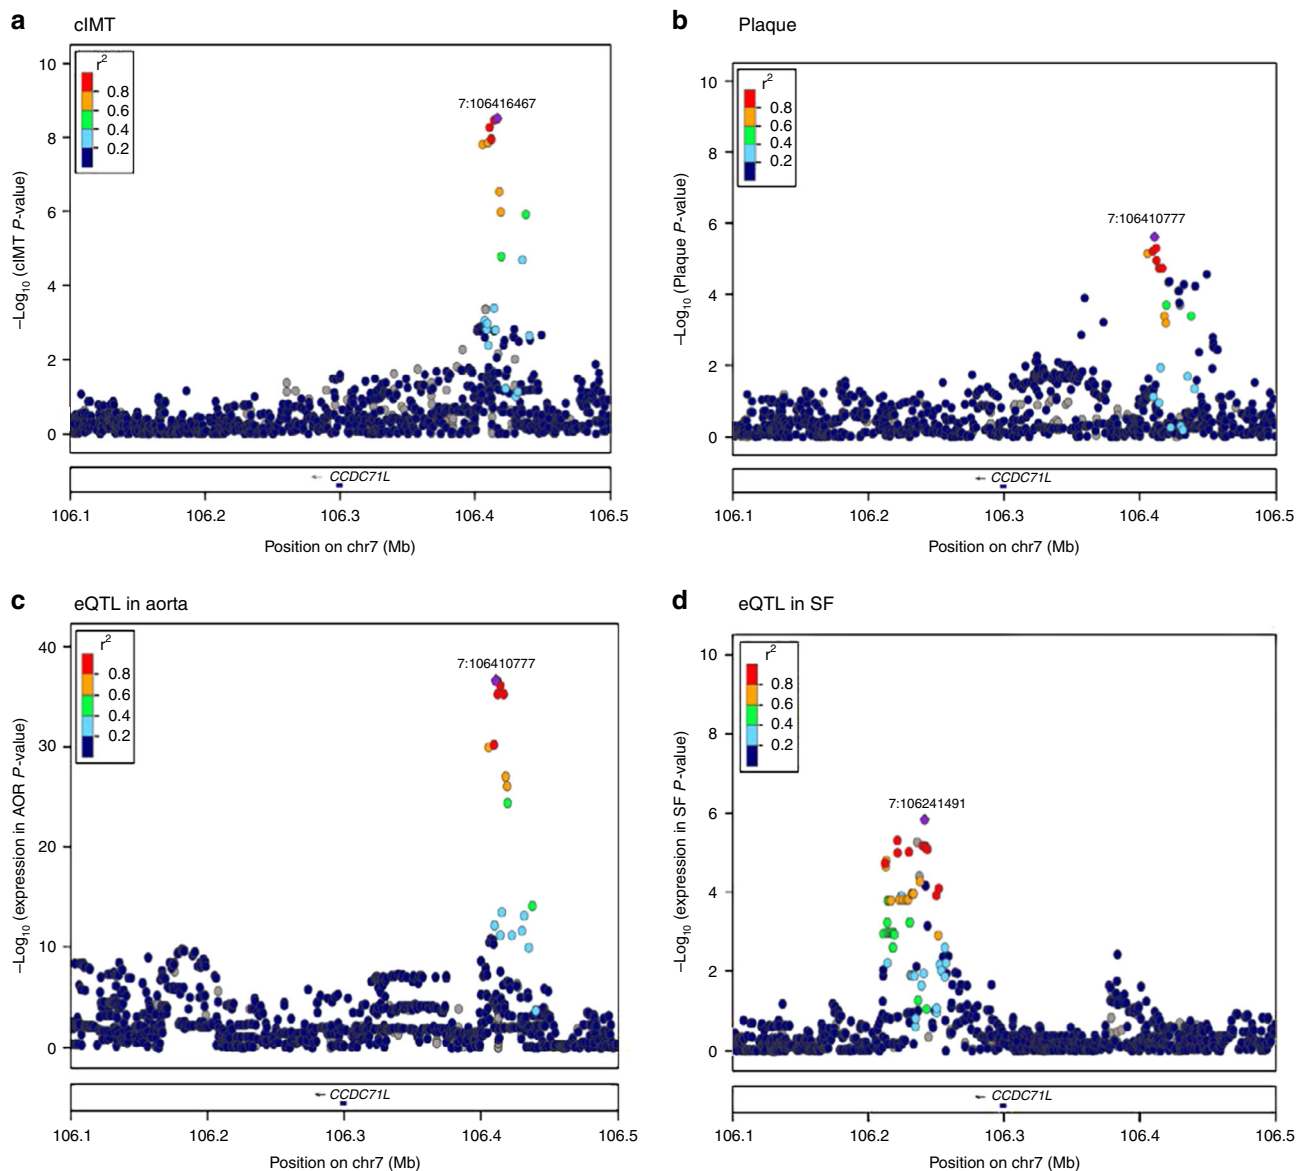 a
cIMT
r2
0.8
0.6
0.4
0.2
7:106416467
10
8
6
4
2
0
–Log10 (cIMT P-value)
CCDC71L
106.1 106.2 106.3 106.4 106.5
Position on chr7 (Mb)
b
Plaque
r2
0.8
0.6
0.4
0.2
7:106410777
10
8
6
4
2
0
–Log10 (Plaque P-value)
CCDC71L
106.1 106.2 106.3 106.4 106.5
Position on chr7 (Mb)
c
eQTL in aorta
r2
0.8
0.6
0.4
0.2
7:106410777
40
30
20
10
0
–Log10 (expression in AOR P-value)
CCDC71L
106.1 106.2 106.3 106.4 106.5
Position on chr7 (Mb)
d
eQTL in SF
r2
0.8
0.6
0.4
0.2
7:106241491
10
8
6
4
2
0
–Log10 (expression in SF P-value)
CCDC71L
106.1 106.2 106.3 106.4 106.5
Position on chr7 (Mb)